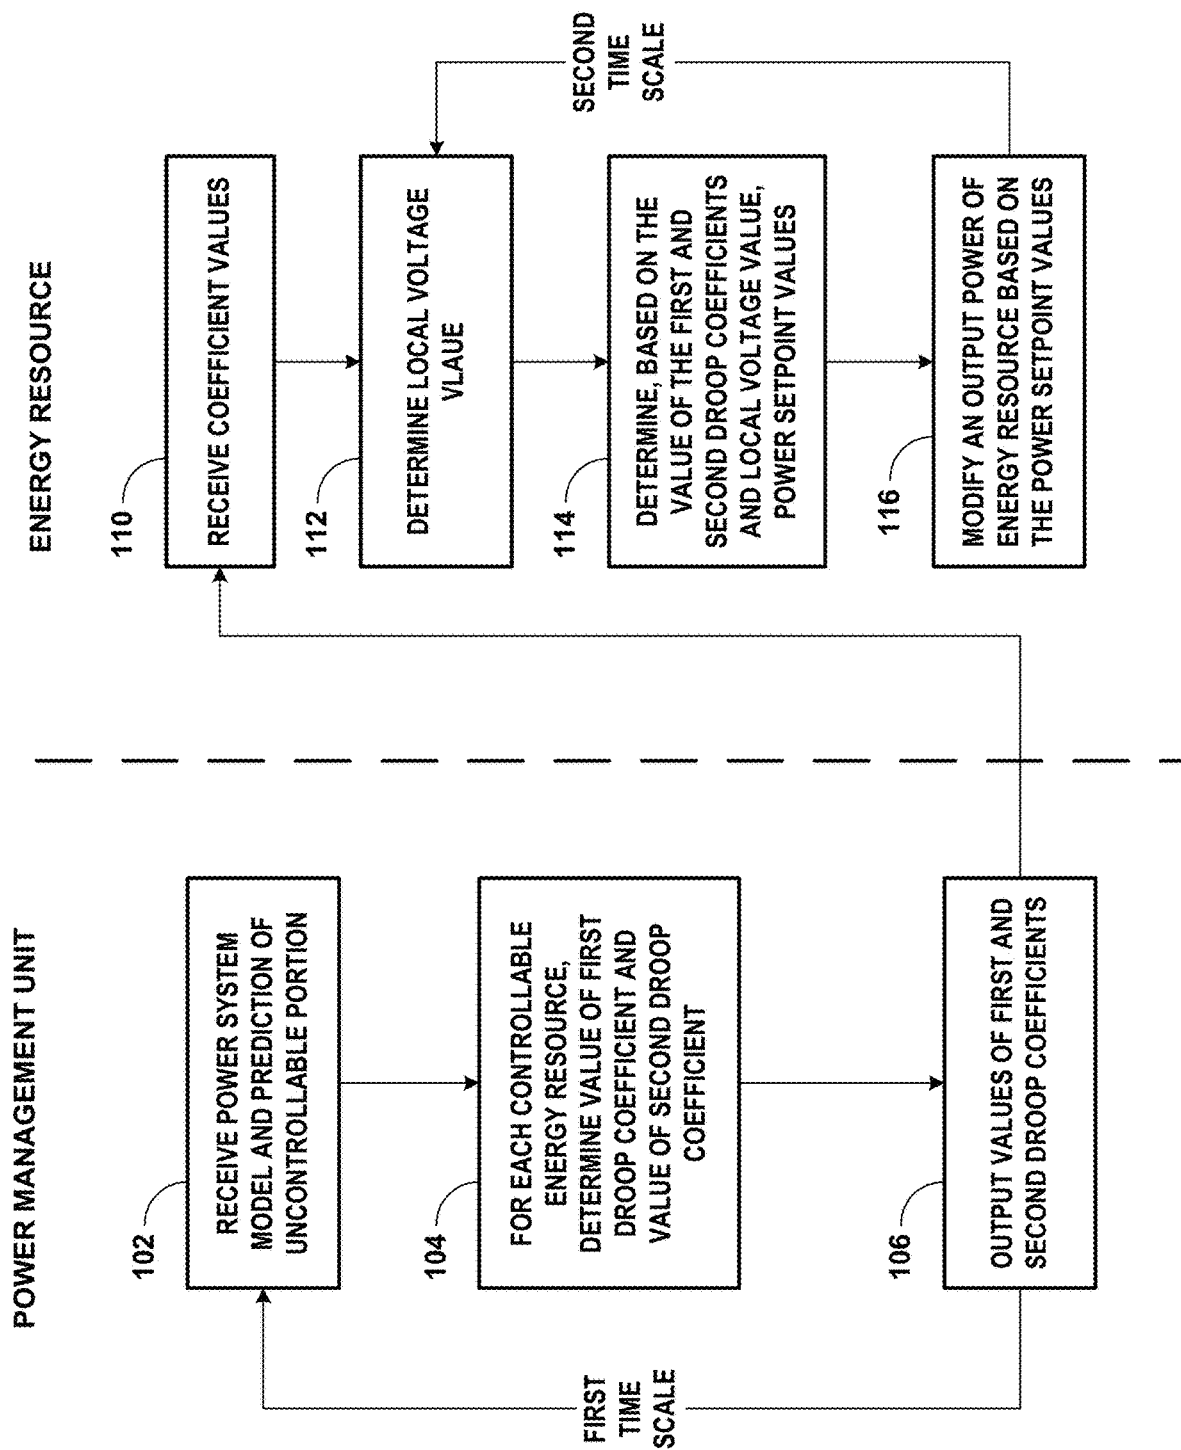 POWER MANAGEMENT UNIT
102
RECEIVE POWER SYSTEM
MODEL AND PREDICTION OF
UNCONTROLLABLE PORTION
104
FOR EACH CONTROLLABLE
ENERGY RESOURCE,
DETERMINE VALUE OF FIRST
DROOP COEFFICIENT AND
VALUE OF SECOND DROOP
COEFFICIENT
106
OUTPUT VALUES OF FIRST AND
SECOND DROOP COEFFICIENTS
FIRST
TIME
SCALE
ENERGY RESOURCE
110
RECEIVE COEFFICIENT VALUES
112
DETERMINE LOCAL VOLTAGE
VLAUE
114
DETERMINE, BASED ON THE
VALUE OF THE FIRST AND
SECOND DROOP COEFFICIENTS
AND LOCAL VOLTAGE VALUE,
POWER SETPOINT VALUES
116
MODIFY AN OUTPUT POWER OF
ENERGY RESOURCE BASED ON
THE POWER SETPOINT VALUES
SECOND
TIME
SCALE